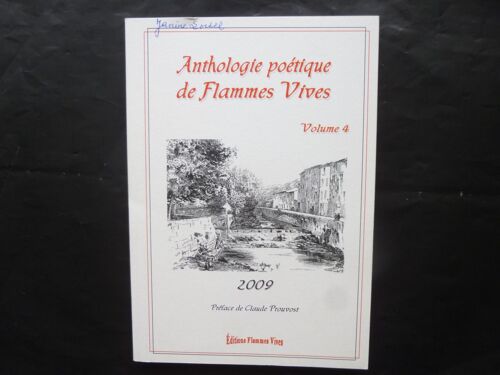 Anthologie poétique
de Flammes Vives
Volume 4
2009
Préface de Claude Prouvost
Éditions Flammes Vives